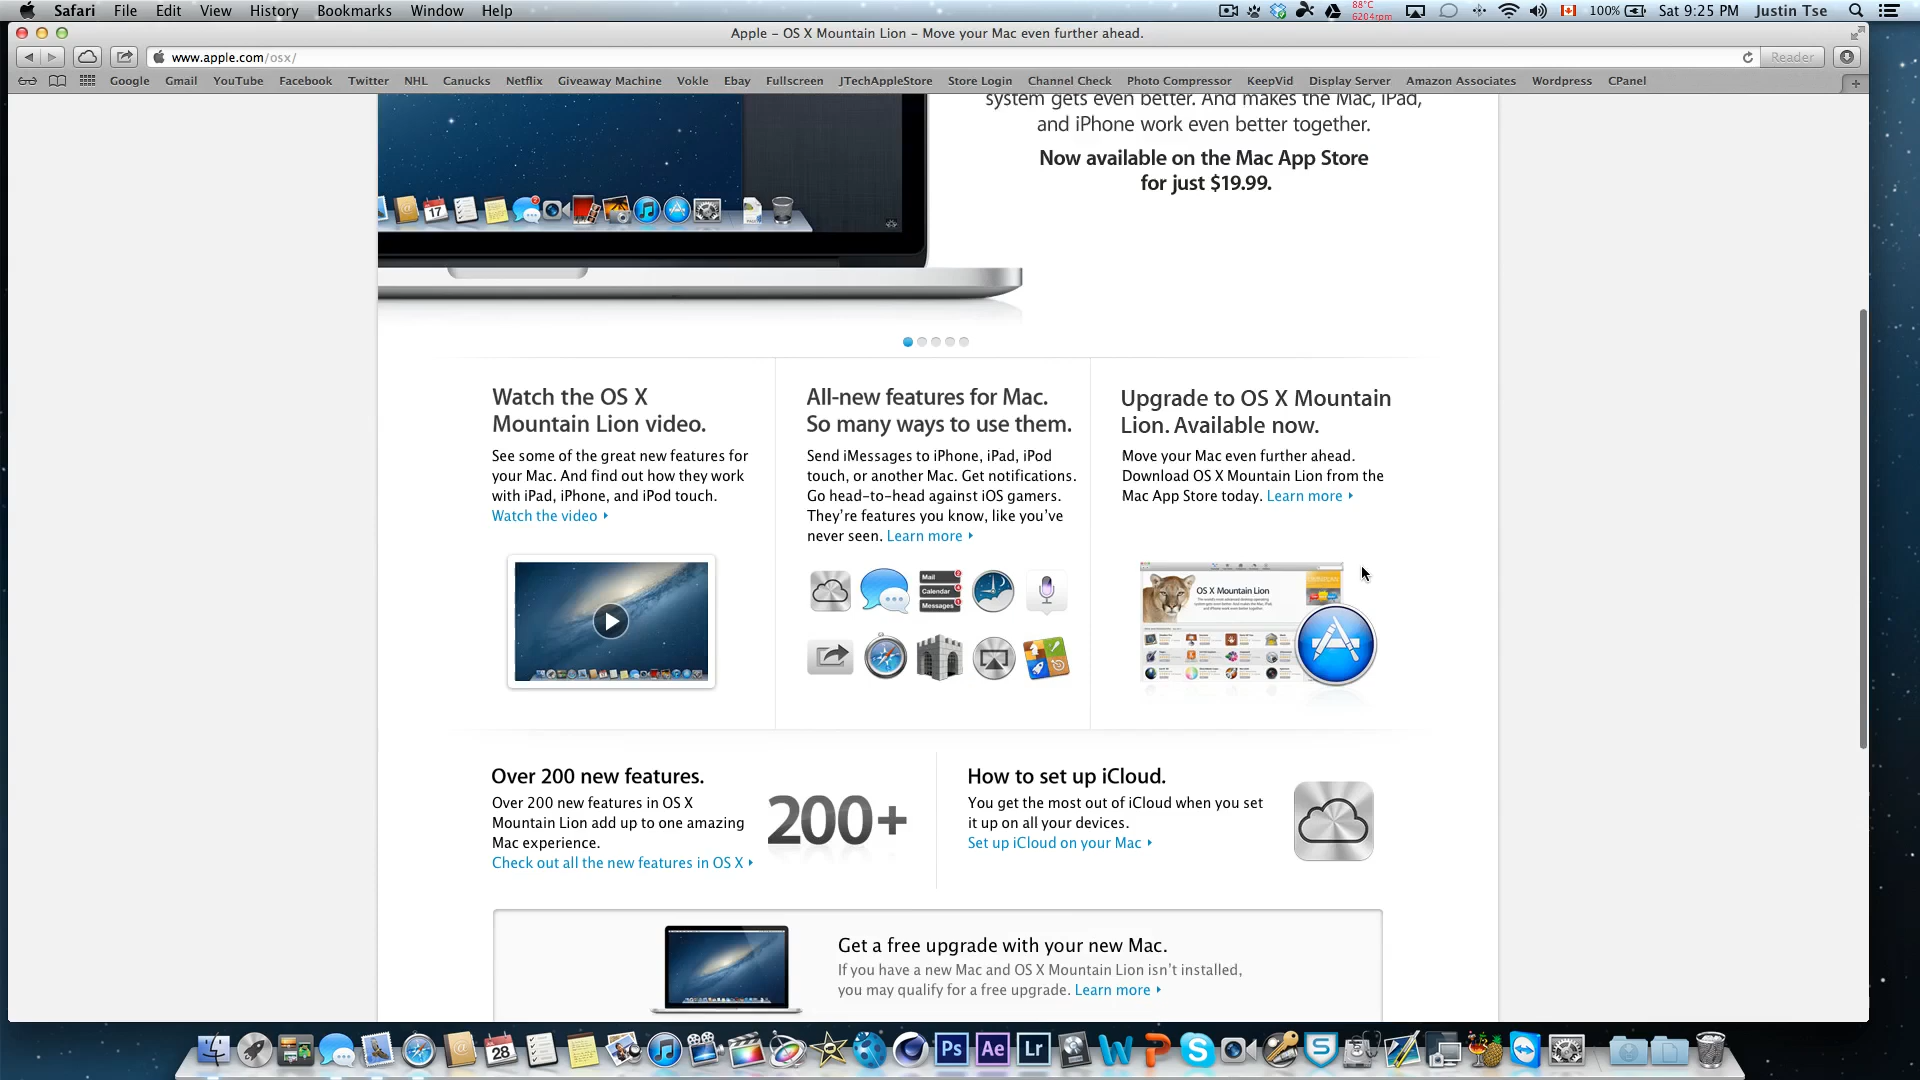 Safari File Edit View History Bookmarks Window Help
88°C
6204rpm
100%
Sat 9:25 PM
Justin Tse
Apple – OS X Mountain Lion – Move your Mac even further ahead.
www.apple.com/osx/
Reader
Google Gmail YouTube Facebook Twitter NHL Canucks Netflix Giveaway Machine Vokle Ebay Fullscreen JTechAppleStore Store Login Channel Check Photo Compressor KeepVid Display Server Amazon Associates Wordpress CPanel
system gets even better. And makes the Mac, iPad,
and iPhone work even better together.
Now available on the Mac App Store
for just $19.99.
17
Watch the OS X
Mountain Lion video.
See some of the great new features for
your Mac. And find out how they work
with iPad, iPhone, and iPod touch.
Watch the video
All-new features for Mac.
So many ways to use them.
Send iMessages to iPhone, iPad, iPod
touch, or another Mac. Get notifications.
Go head-to-head against iOS gamers.
They’re features you know, like you’ve
never seen. Learn more
Mail
Calendar
Messages
Upgrade to OS X Mountain
Lion. Available now.
Move your Mac even further ahead.
Download OS X Mountain Lion from the
Mac App Store today. Learn more
OS X Mountain Lion
Over 200 new features.
Over 200 new features in OS X
Mountain Lion add up to one amazing
Mac experience.
Check out all the new features in OS X
200+
How to set up iCloud.
You get the most out of iCloud when you set
it up on all your devices.
Set up iCloud on your Mac
Get a free upgrade with your new Mac.
If you have a new Mac and OS X Mountain Lion isn’t installed,
you may qualify for a free upgrade. Learn more
28
Ps
Ae
Lr